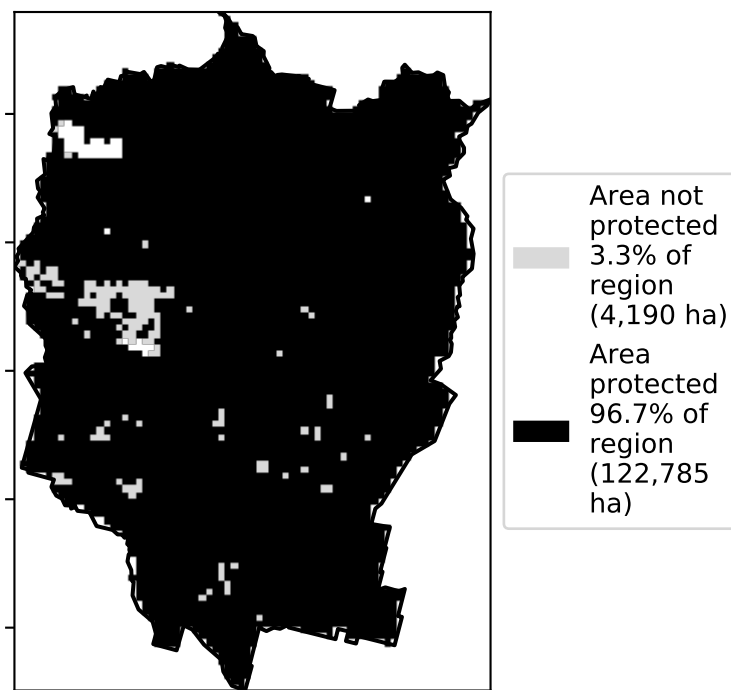 Area not
protected
3.3% of
region
(4,190 ha)
Area
protected
96.7% of
region
(122,785
ha)